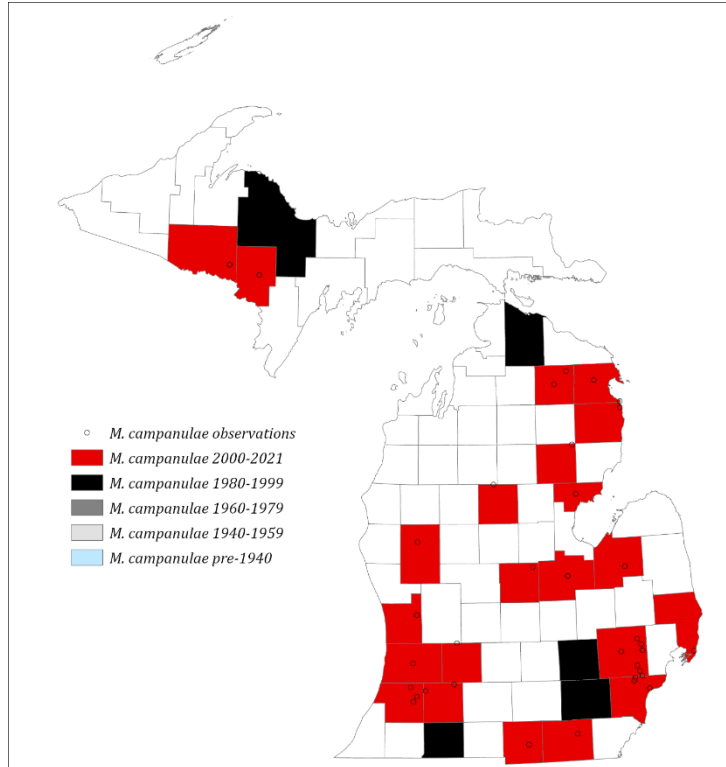 M. campanulae observations
M. campanulae 2000-2021
M. campanulae 1980-1999
M. campanulae 1960-1979
M. campanulae 1940-1959
M. campanulae pre-1940